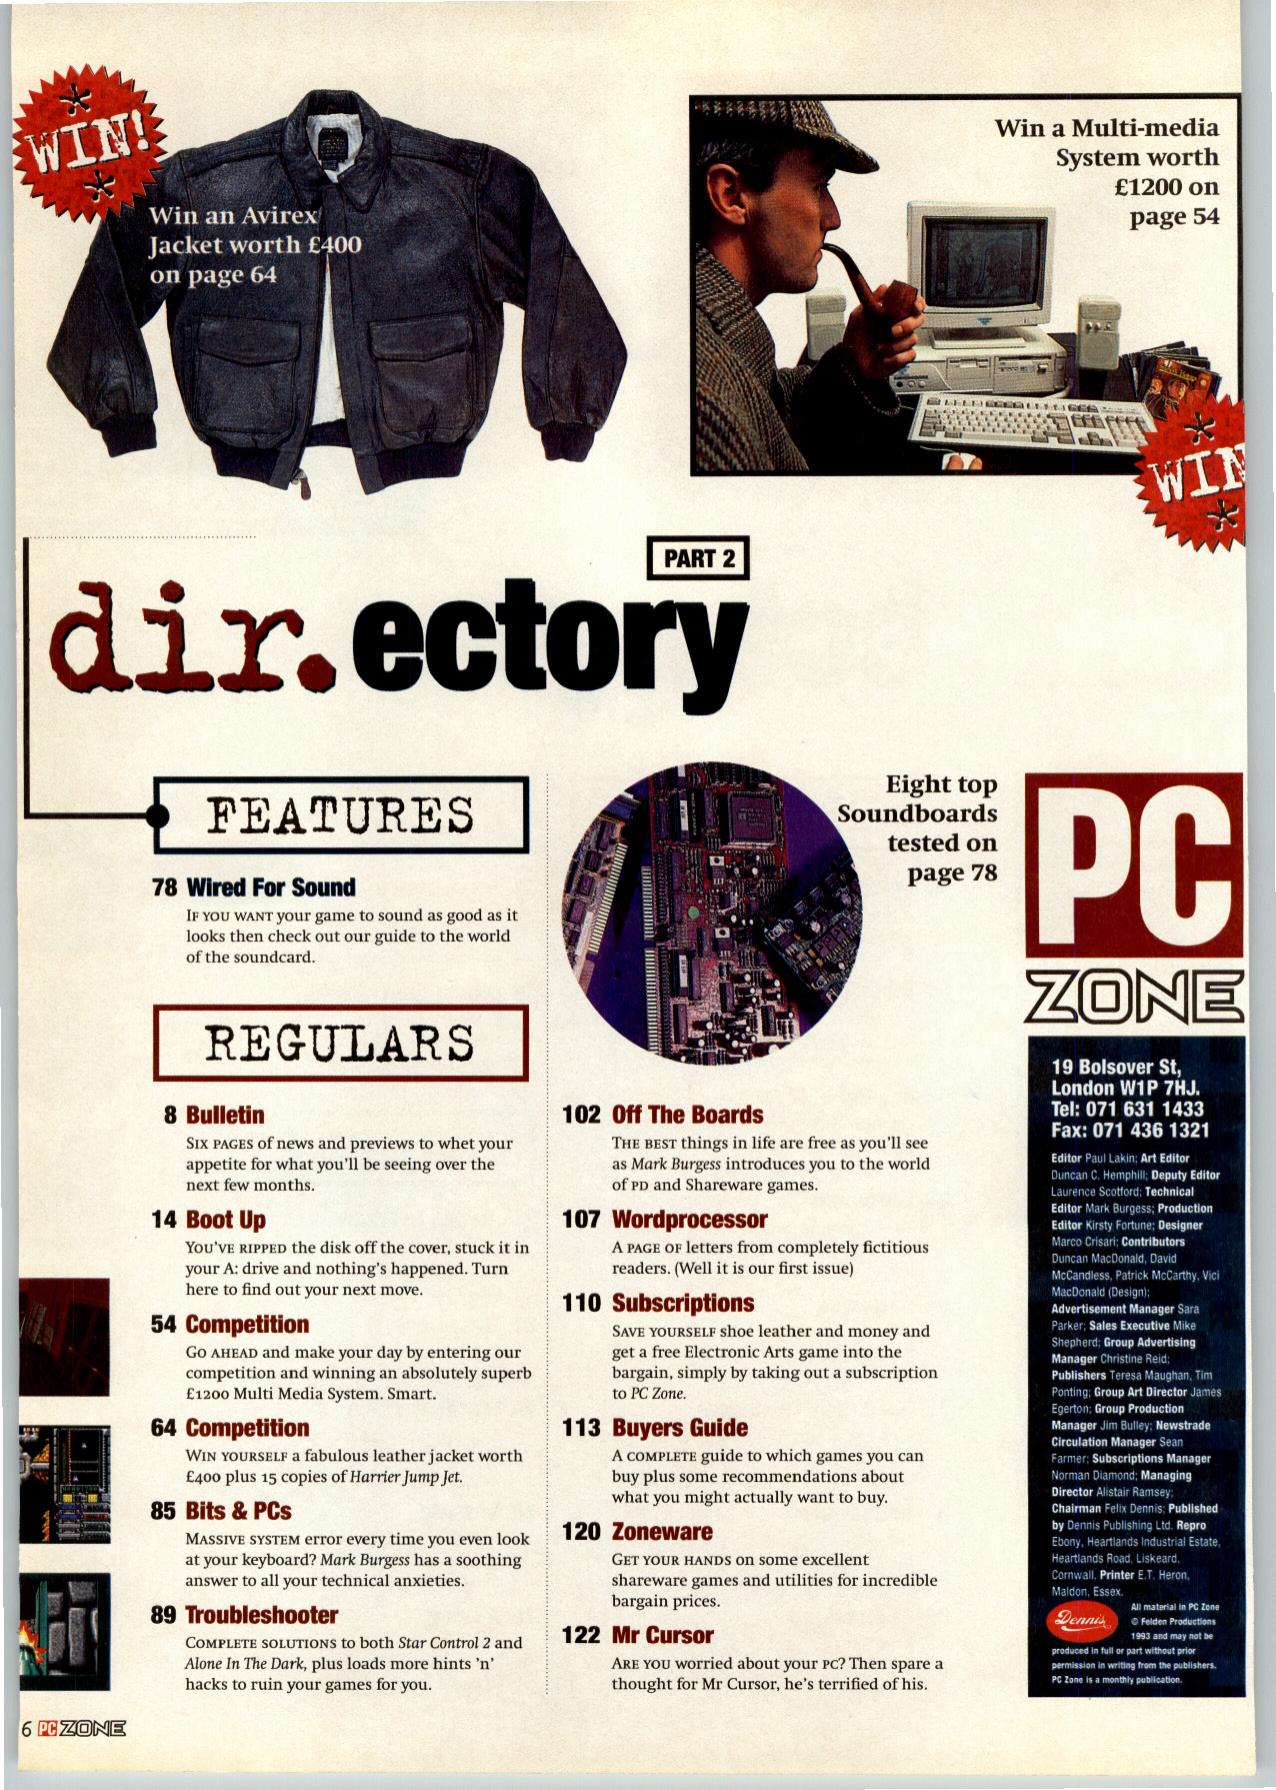 WIN!
Win an Avirex
Jacket worth £400
on page 64
Win a Multi-media
System worth
£1200 on
page 54
WIN
PART 2
dir.ectory
FEATURES
78 Wired For Sound
IF YOU WANT your game to sound as good as it
looks then check out our guide to the world
of the soundcard.
Eight top
Soundboards
tested on
page 78
REGULARS
8 Bulletin
SIX PAGES of news and previews to whet your
appetite for what you'll be seeing over the
next few months.
14 Boot Up
YOU'VE RIPPED the disk off the cover, stuck it in
your A: drive and nothing's happened. Turn
here to find out your next move.
54 Competition
GO AHEAD and make your day by entering our
competition and winning an absolutely superb
£1200 Multi Media System. Smart.
64 Competition
WIN YOURSELF a fabulous leather jacket worth
£400 plus 15 copies of Harrier Jump Jet.
85 Bits & PCs
MASSIVE SYSTEM error every time you even look
at your keyboard? Mark Burgess has a soothing
answer to all your technical anxieties.
89 Troubleshooter
COMPLETE SOLUTIONS to both Star Control 2 and
Alone In The Dark, plus loads more hints 'n'
hacks to ruin your games for you.
102 Off The Boards
THE BEST things in life are free as you'll see
as Mark Burgess introduces you to the world
of PD and Shareware games.
107 Wordprocessor
A PAGE OF letters from completely fictitious
readers. (Well it is our first issue)
110 Subscriptions
SAVE YOURSELF shoe leather and money and
get a free Electronic Arts game into the
bargain, simply by taking out a subscription
to PC Zone.
113 Buyers Guide
A COMPLETE guide to which games you can
buy plus some recommendations about
what you might actually want to buy.
120 Zoneware
GET YOUR HANDS on some excellent
shareware games and utilities for incredible
bargain prices.
122 Mr Cursor
ARE YOU worried about your PC? Then spare a
thought for Mr Cursor, he's terrified of his.
PC
ZONE
19 Bolsover St,
London W1P 7HJ.
Tel: 071 631 1433
Fax: 071 436 1321
Editor Paul Lakin; Art Editor
Duncan C. Hemphill; Deputy Editor
Laurence Scotford; Technical
Editor Mark Burgess; Production
Editor Kirsty Fortune; Designer
Marco Crisari; Contributors
Duncan MacDonald, David
McCandless, Patrick McCarthy, Vici
MacDonald (Design);
Advertisement Manager Sara
Parker; Sales Executive Mike
Shepherd; Group Advertising
Manager Christine Reid;
Publishers Teresa Maughan, Tim
Ponting; Group Art Director James
Egerton; Group Production
Manager Jim Bulley; Newstrade
Circulation Manager Sean
Farmer; Subscriptions Manager
Norman Diamond; Managing
Director Alistair Ramsey;
Chairman Felix Dennis; Published
by Dennis Publishing Ltd. Repro
Ebony, Heartlands Industrial Estate,
Heartlands Road, Liskeard,
Cornwall. Printer E.T. Heron,
Maldon, Essex.
Dennis
All material in PC Zone
© Felden Productions
1993 and may not be
produced in full or part without prior
permission in writing from the publishers.
PC Zone is a monthly publication.
6 PC ZONE